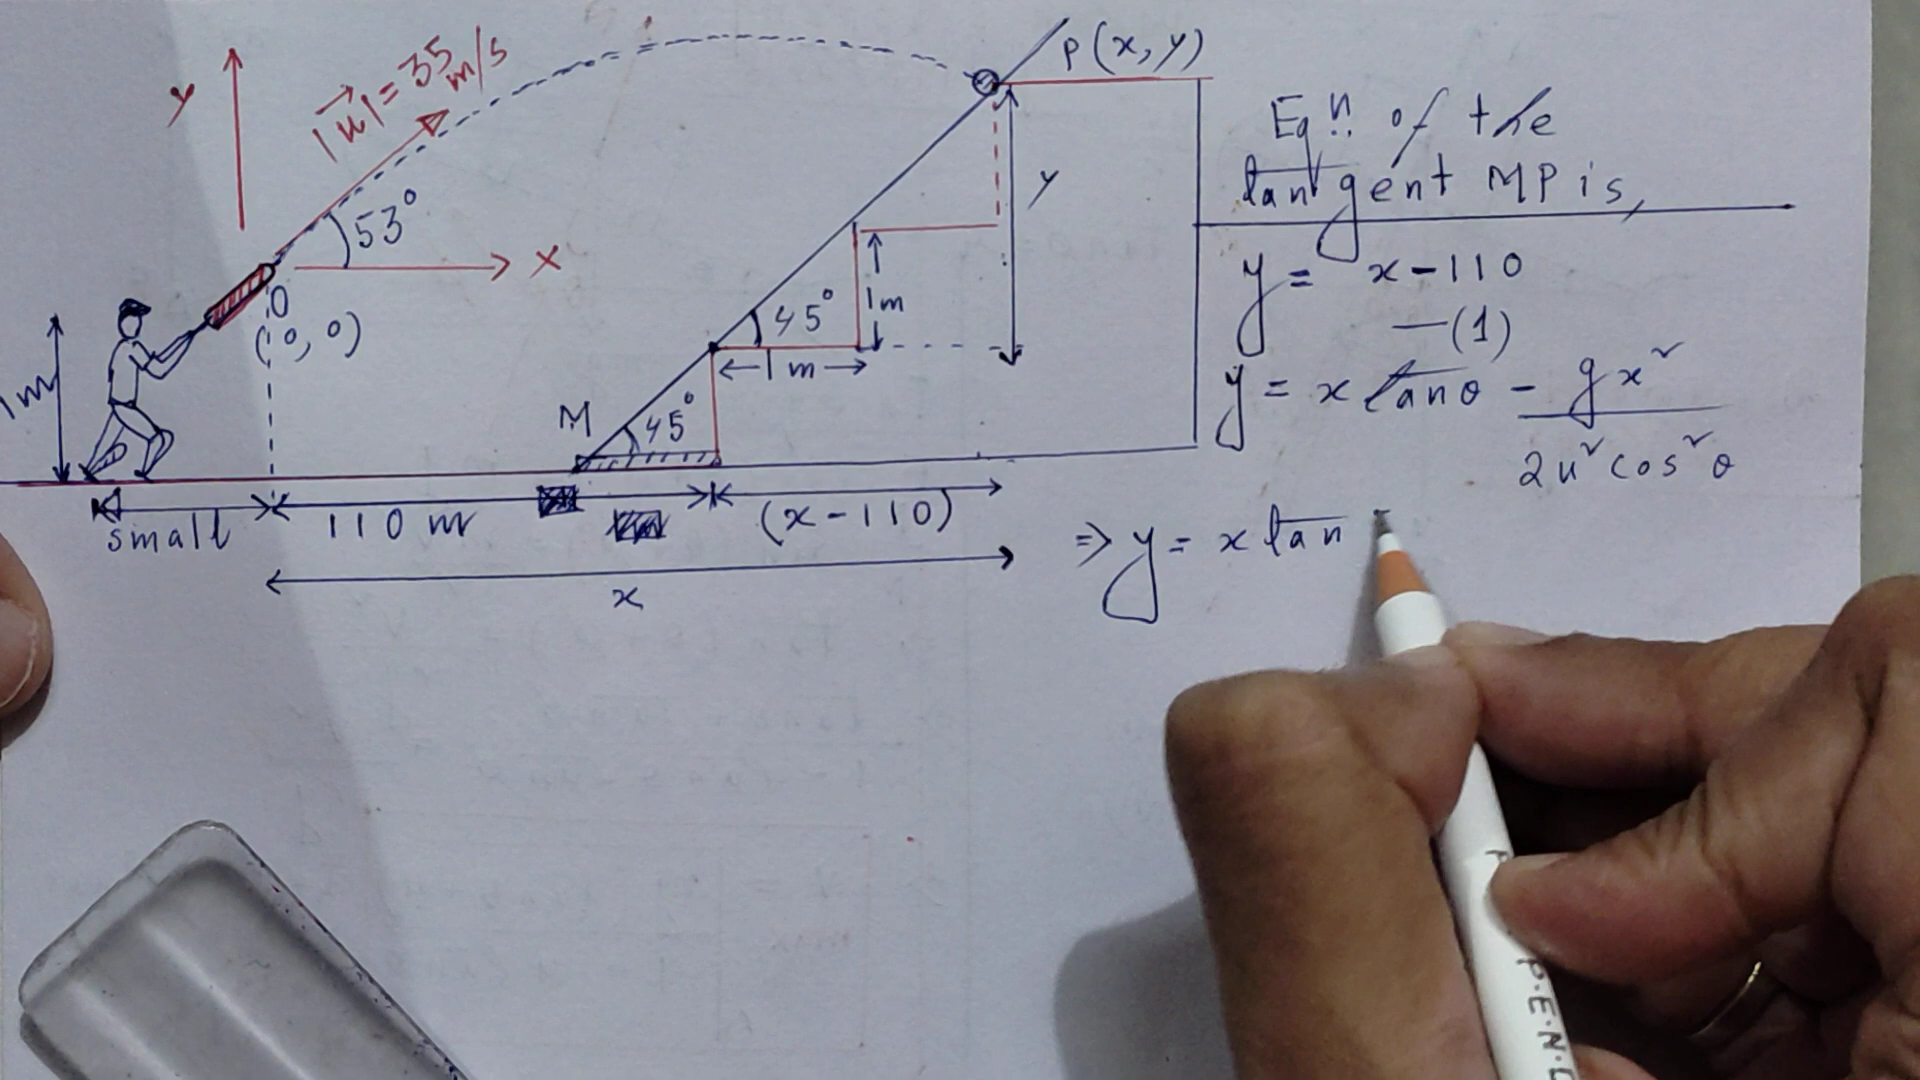 y
|u| = 35 m/s
53°
x
O
(0, 0)
1m
small
110 m
(x - 110)
x
M
45°
45°
1m
1m
y
P(x, y)
Eqn. of the
tangent MP is,
y = x - 110
—(1)
y = x tanθ - gx²
2u²cos²θ
⇒ y = x tan
P.E.N.